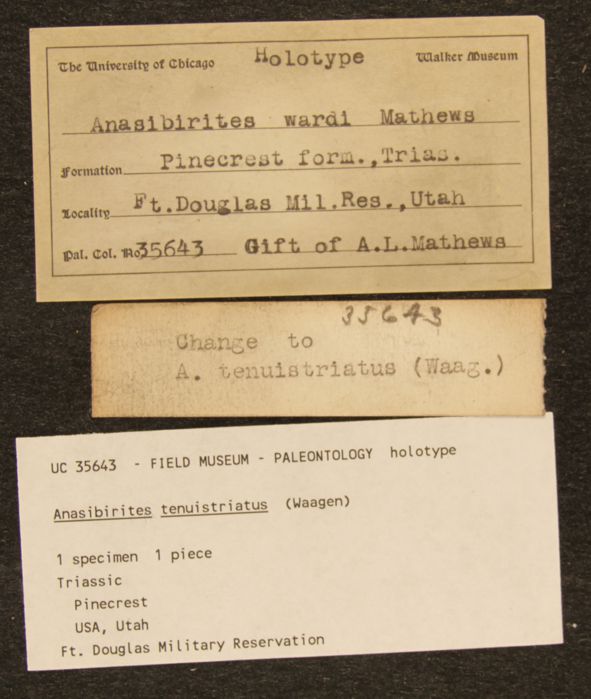 The University of Chicago Holotype Walker Museum
Anasibirites wardi Mathews
Formation Pinecrest form.,Trias.
Locality Ft.Douglas Mil.Res.,Utah
Pal. Col. No. 35643 Gift of A.L.Mathews
35643
Change to
A. tenuistriatus (Waag.)
UC 35643 - FIELD MUSEUM - PALEONTOLOGY holotype
Anasibirites tenuistriatus (Waagen)
1 specimen 1 piece
Triassic
Pinecrest
USA, Utah
Ft. Douglas Military Reservation